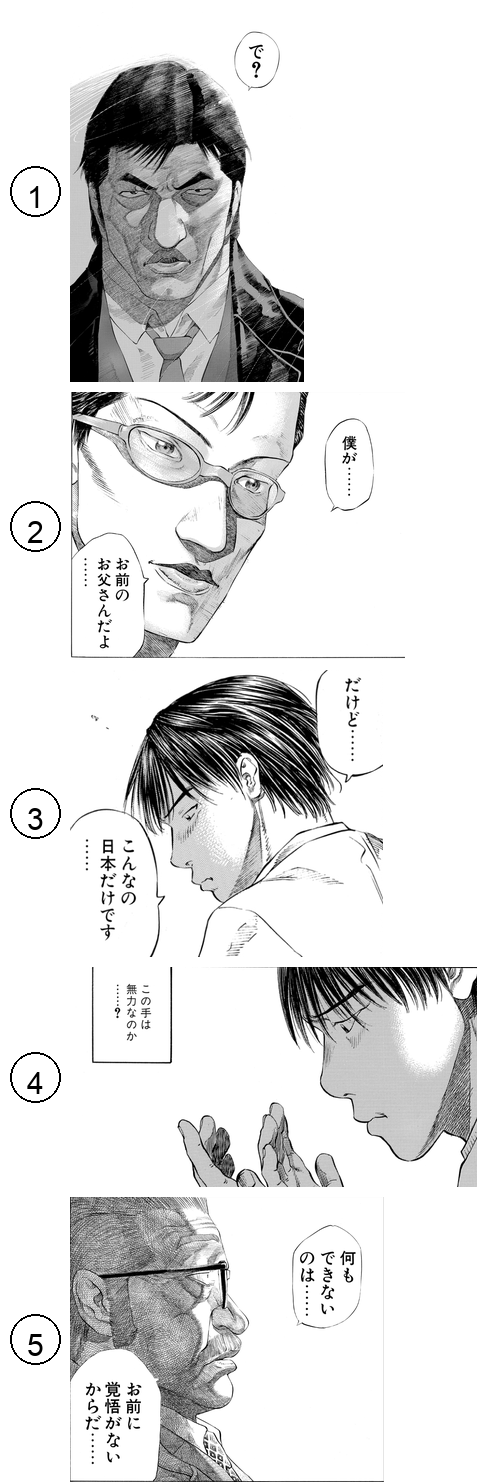 1
で?
2
僕が……
お前の
お父さんだよ
……
3
だけど……
こんなの
日本だけです
……
4
この手は
無力なのか
……?
5
何も
できない
のは……
お前に
覚悟がない
からだ……